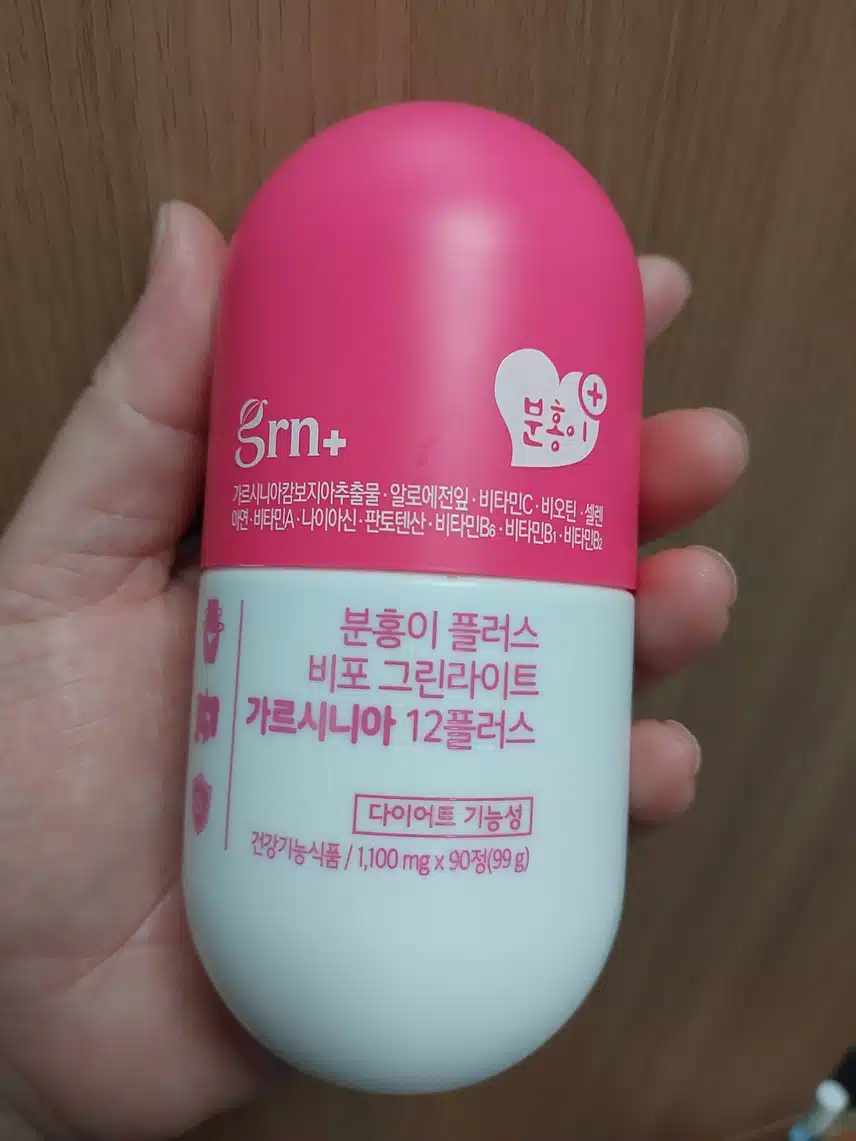 grn+
분홍이
가르시니아캄보지아추출물·알로에전잎·비타민C·비오틴·셀렌
아연·비타민A·나이아신·판토텐산·비타민B6·비타민B1·비타민B2
분홍이 플러스
비포 그린라이트
가르시니아 12플러스
다이어트 기능성
건강기능식품 / 1,100 mg x 90정(99 g)